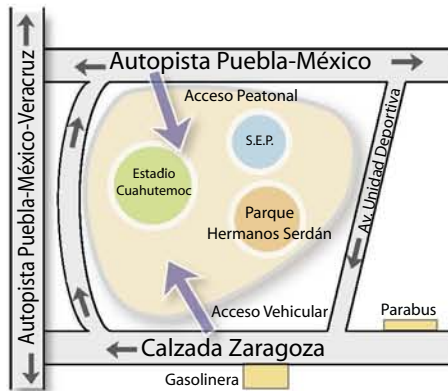 Autopista Puebla-México-Veracruz
Autopista Puebla-México
Acceso Peatonal
S.E.P.
Estadio
Cuahutemoc
Parque
Hermanos Serdán
Av. Unidad Deportiva
Acceso Vehicular
Parabus
Calzada Zaragoza
Gasolinera